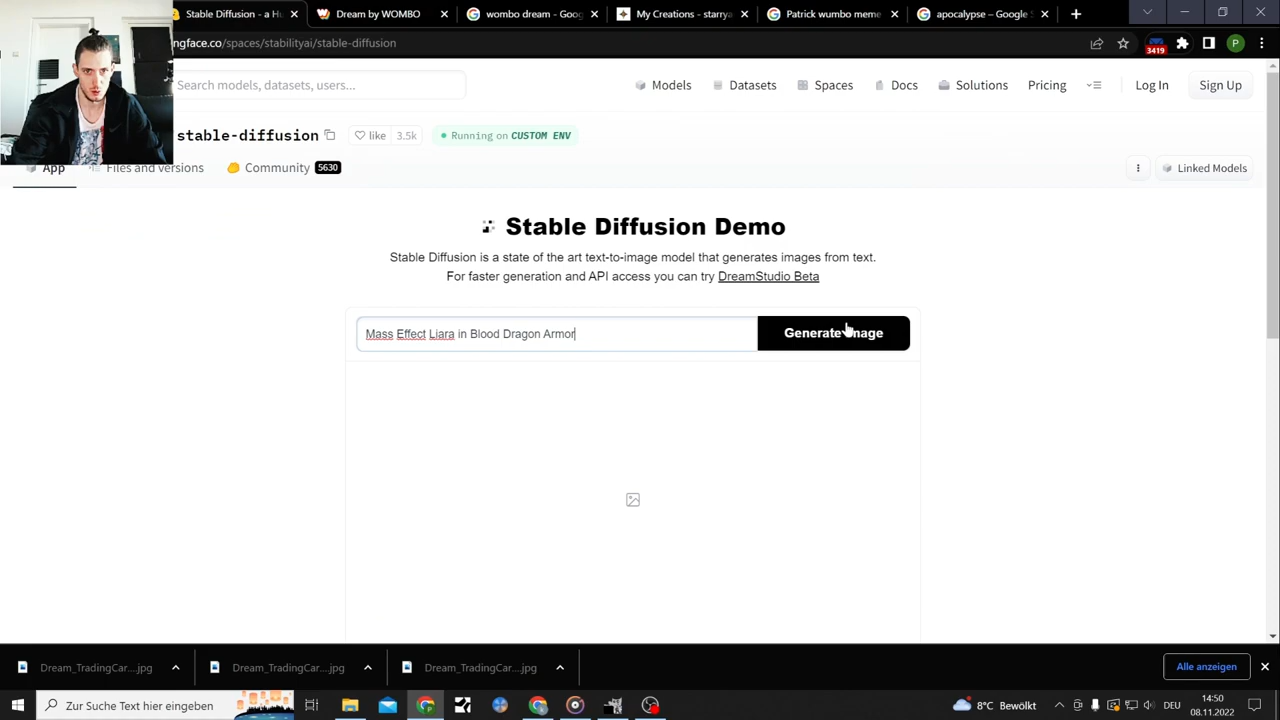 Stable Diffusion - a Hu
Dream by WOMBO
wombo dream - Goog
My Creations - starrya
Patrick wumbo meme
apocalypse – Google S
ngface.co/spaces/stabilityai/stable-diffusion
3419
P
Search models, datasets, users...
Models
Datasets
Spaces
Docs
Solutions
Pricing
Log In
Sign Up
stable-diffusion
like
3.5k
Running on CUSTOM ENV
App
Files and versions
Community
5630
Linked Models
Stable Diffusion Demo
Stable Diffusion is a state of the art text-to-image model that generates images from text.
For faster generation and API access you can try DreamStudio Beta
Mass Effect Liara in Blood Dragon Armor
Generate Image
Dream_TradingCar....jpg
Dream_TradingCar....jpg
Dream_TradingCar....jpg
Alle anzeigen
Zur Suche Text hier eingeben
8°C Bewölkt
DEU
14:50
08.11.2022